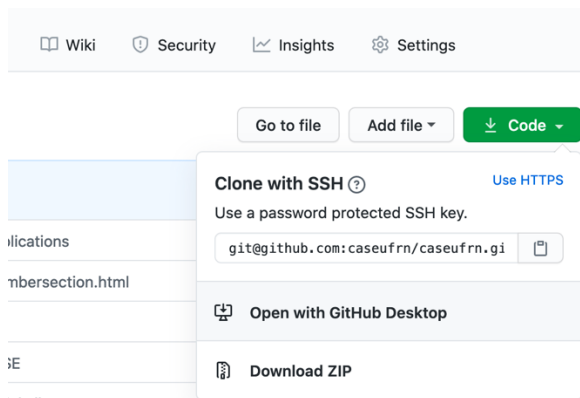 Wiki Security Insights Settings
Go to file Add file Code
Clone with SSH
Use HTTPS
Use a password protected SSH key.
git@github.com:caseufrn/caseufrn.gi
lications
mbersection.html
Open with GitHub Desktop
SE
Download ZIP